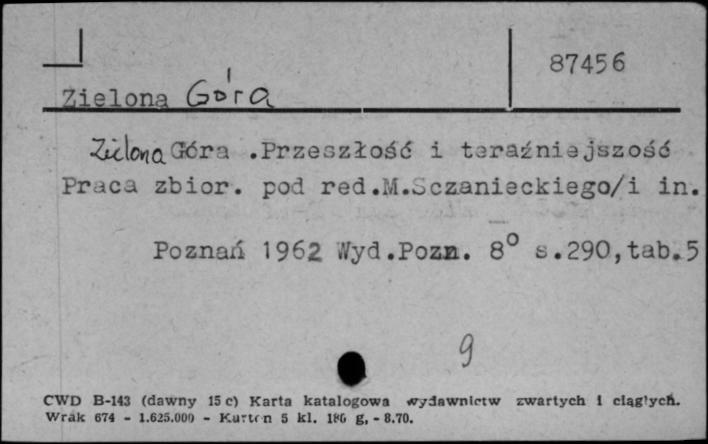 87456
Zielona Góra
Zielona Góra .Przeszłość i teraźniejszość
Praca zbior. pod red.M.Sczanieckiego/i in.
Poznań 1962 Wyd.Pozn. 8° s.290,tab.5
9
CWD B-143 (dawny 15 c) Karta katalogowa wydawnictw zwartych i ciągłych.
Wrak 674 - 1.625.000 - Karton 5 kl. 180 g, - 8.70.